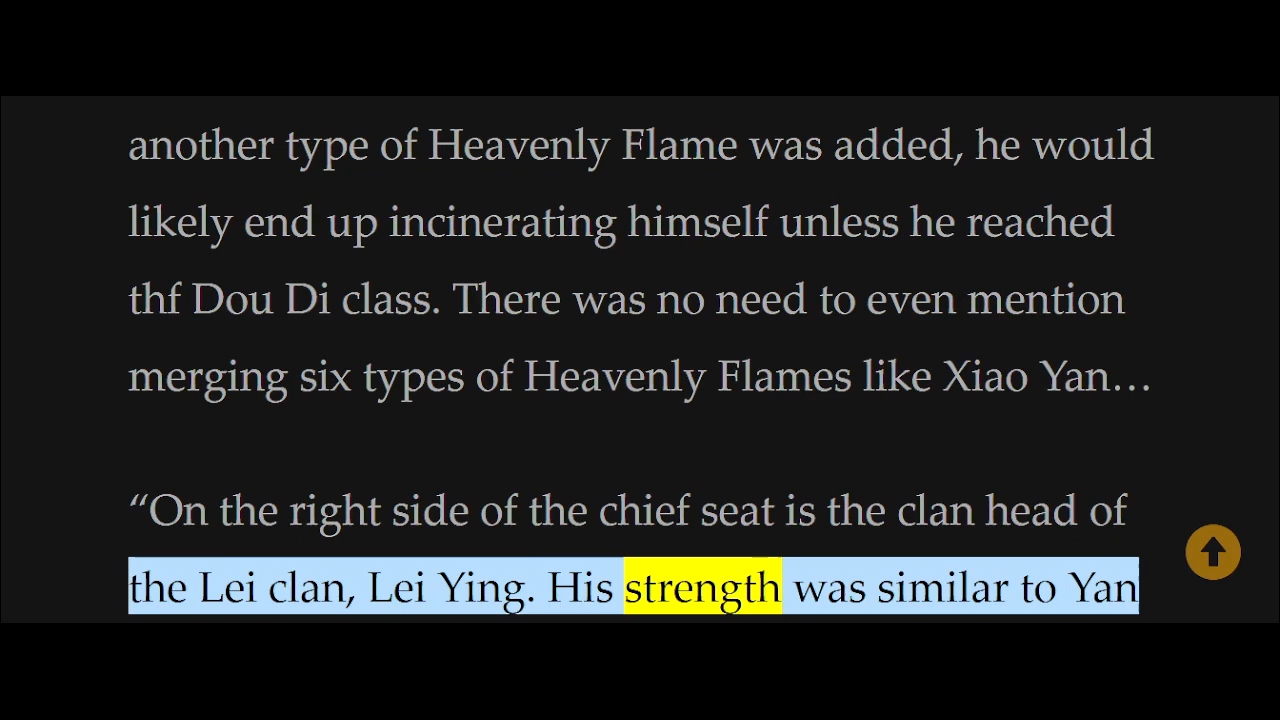 another type of Heavenly Flame was added, he would
likely end up incinerating himself unless he reached
thf Dou Di class. There was no need to even mention
merging six types of Heavenly Flames like Xiao Yan…
“On the right side of the chief seat is the clan head of
the Lei clan, Lei Ying. His strength was similar to Yan